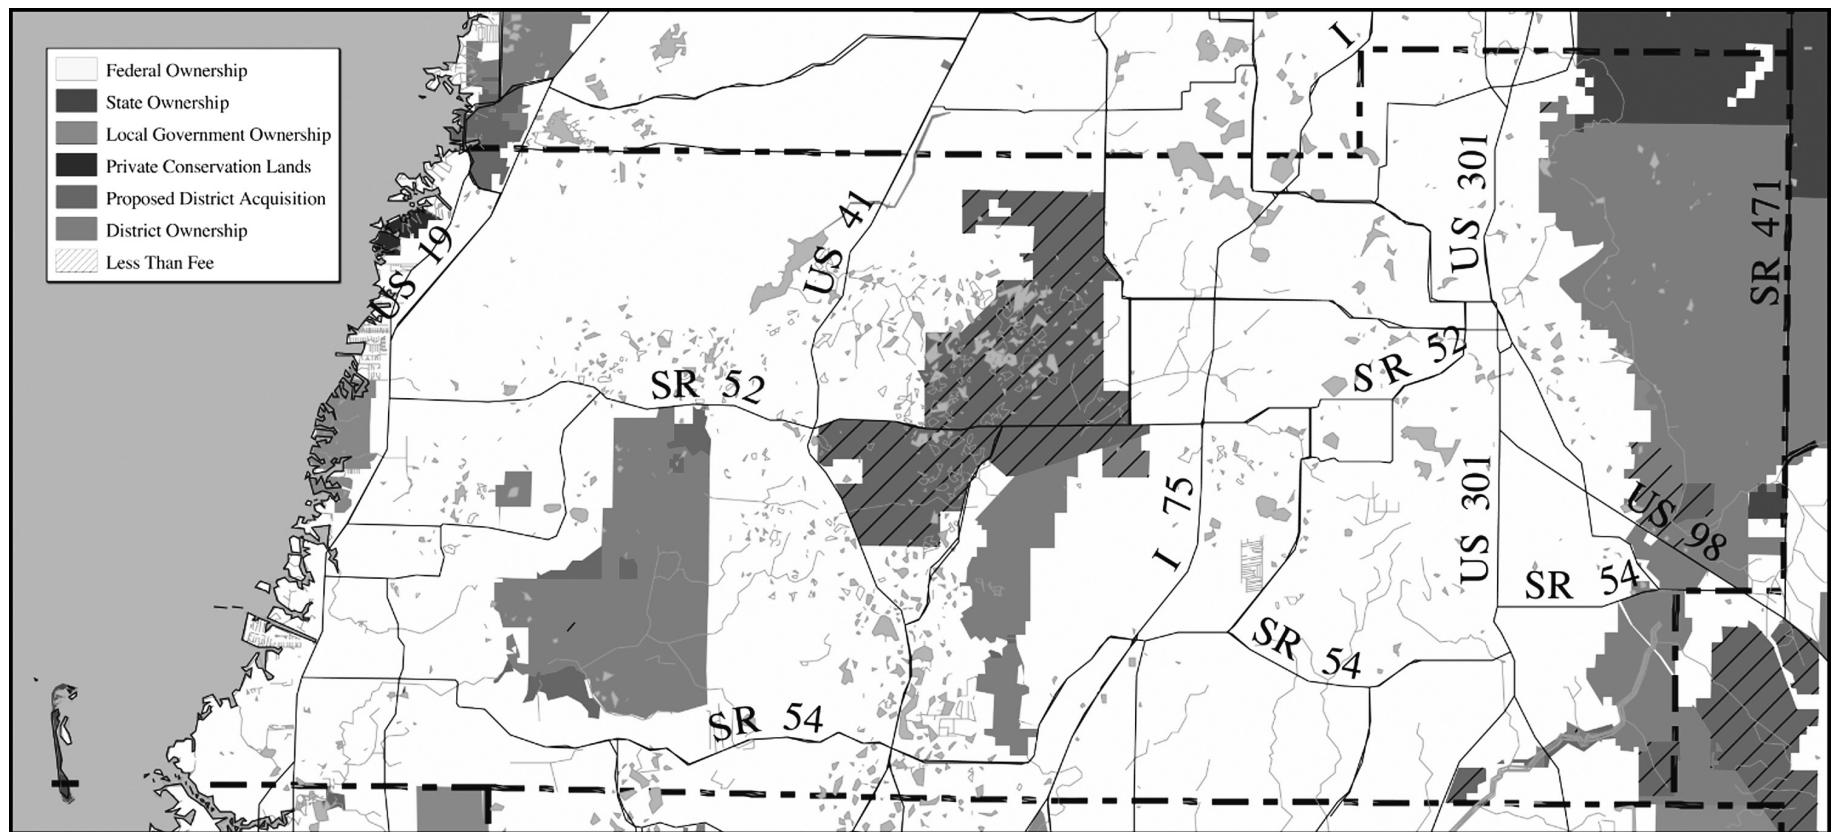 Federal Ownership
State Ownership
Local Government Ownership
Private Conservation Lands
Proposed District Acquisition
District Ownership
Less Than Fee
I
US 301
SR 471
US 41
US 19
SR 52
SR 52
I 75
US 301
US 98
SR 54
SR 54
SR 54